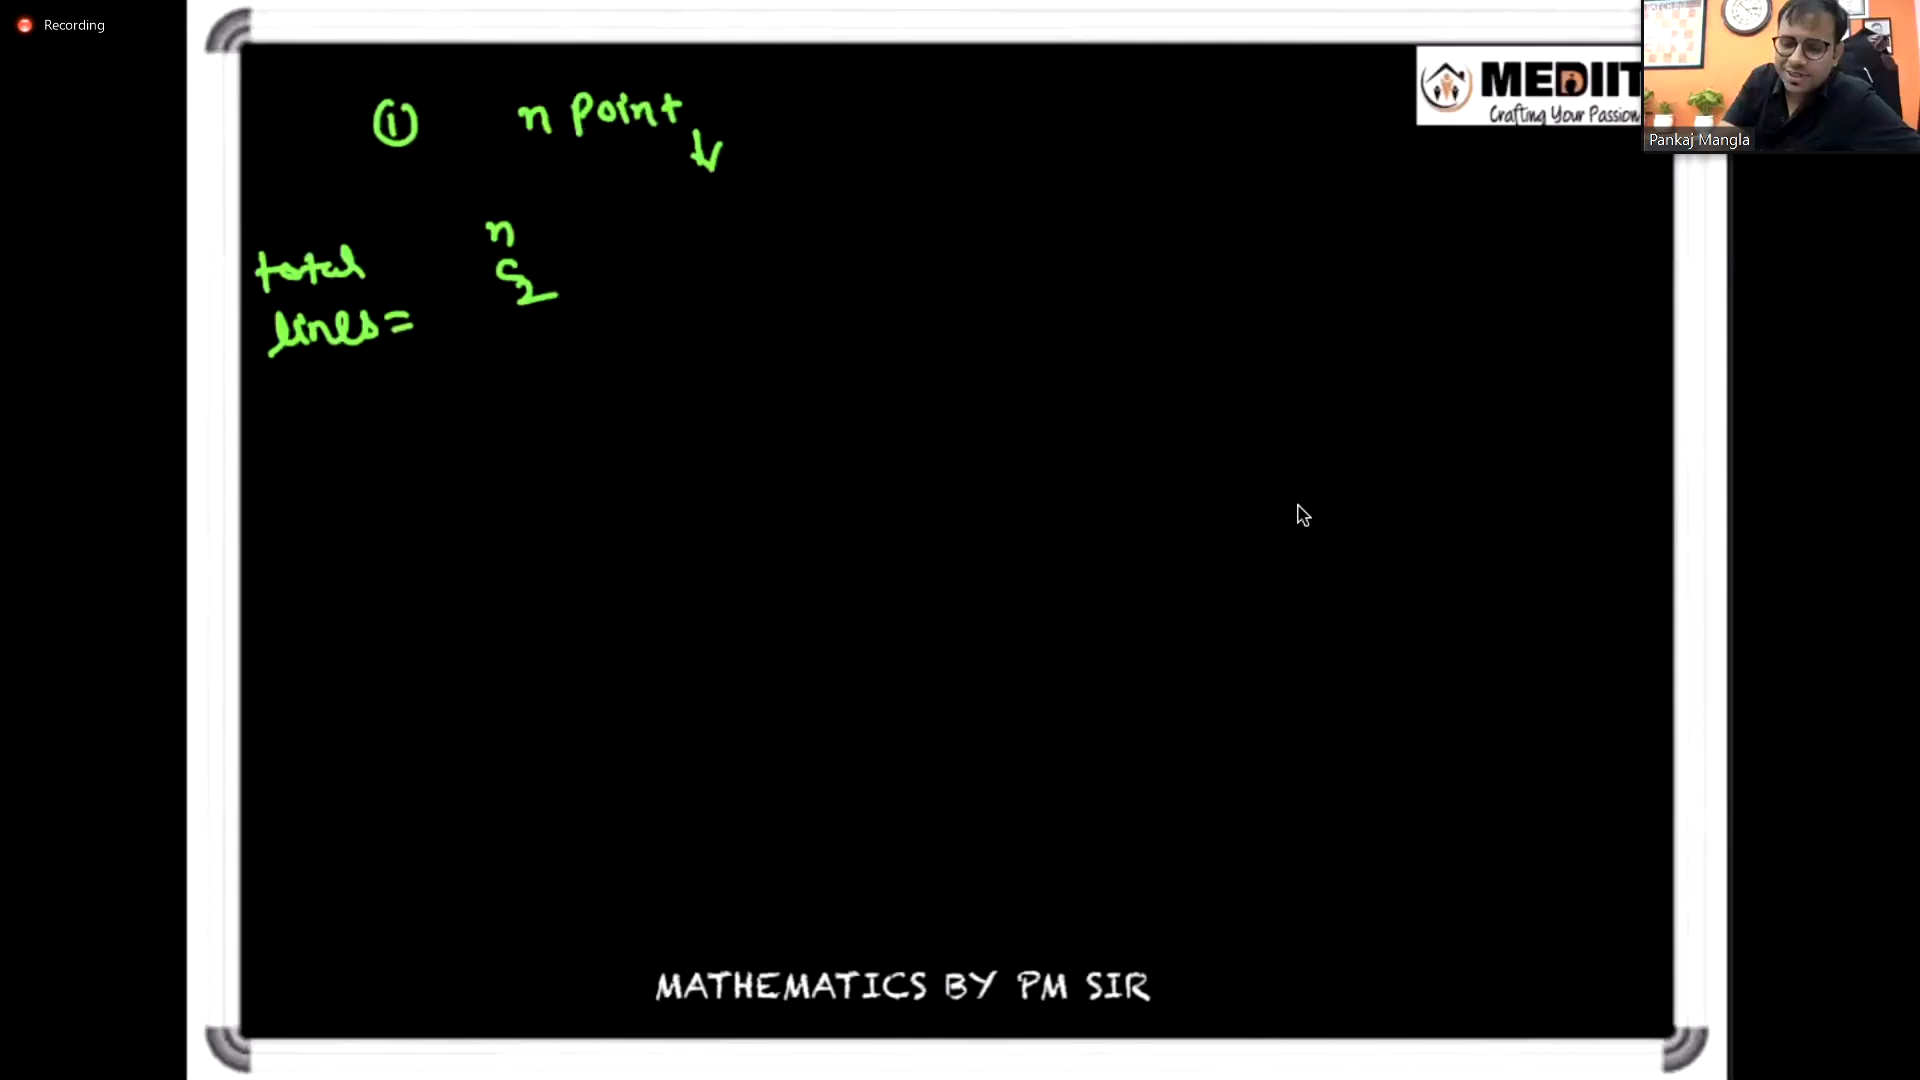 Recording
MEDIIT
Crafting Your Passion
Pankaj Mangla
① n Point
total
lines =
n
C2
MATHEMATICS BY PM SIR